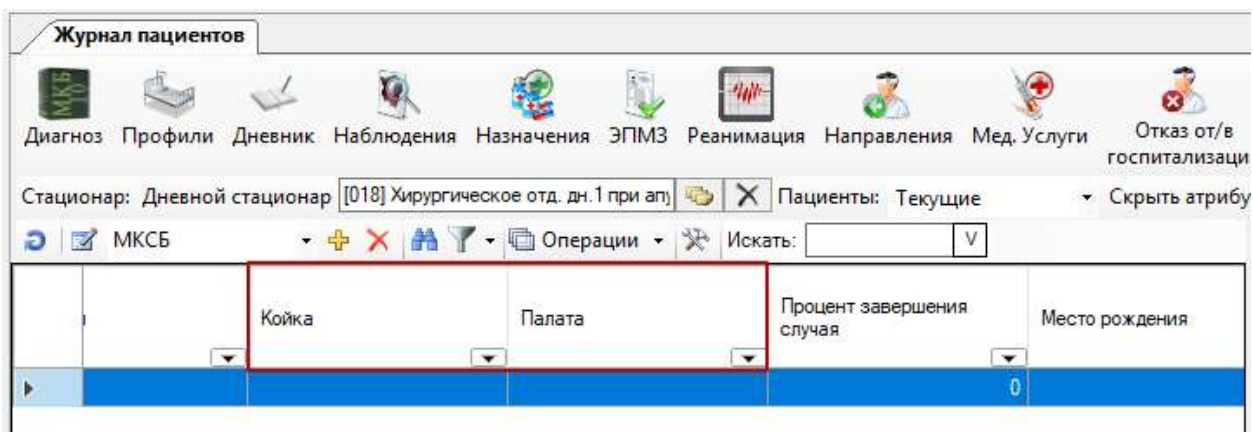 Журнал пациентов
МКБ
Диагноз Профили Дневник Наблюдения Назначения ЭПМЗ Реанимация Направления Мед. Услуги Отказ от/в
госпитализаци
Стационар: Дневной стационар [018] Хирургическое отд. дн.1 при апу Пациенты: Текущие Скрыть атрибу
МКСБ Операции Искать: V
Койка Палата Процент завершения
случая Место рождения
0